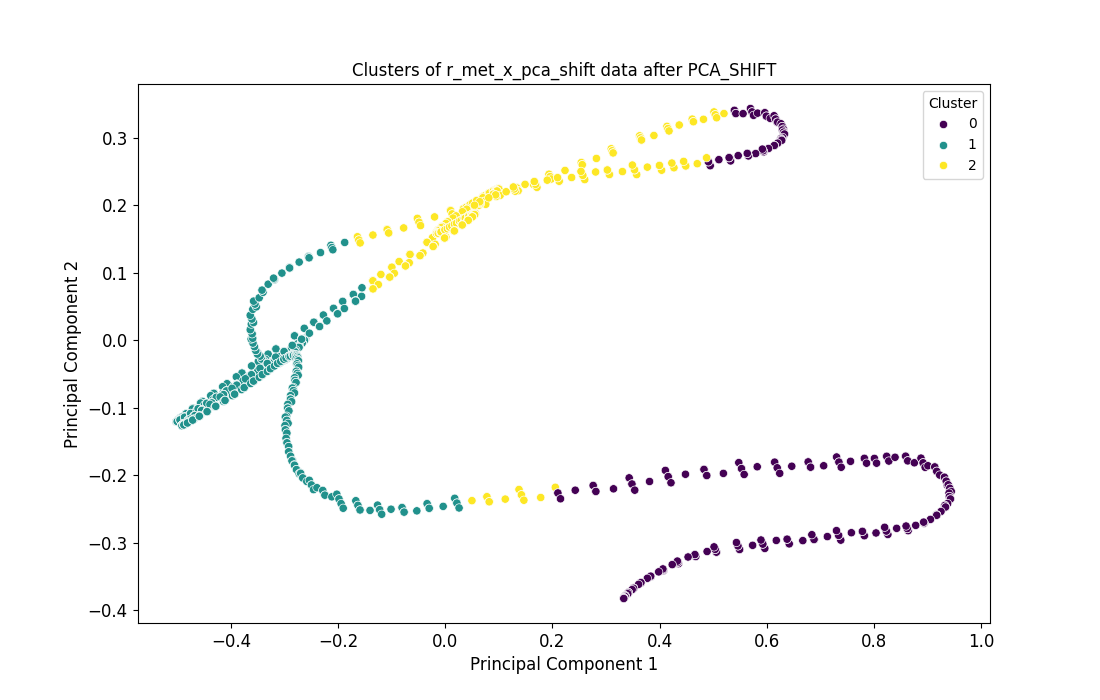 Clusters of r_met_x_pca_shift data after PCA_SHIFT
Cluster
0
1
2
0.3
0.2
0.1
0.0
−0.1
−0.2
−0.3
−0.4
Principal Component 2
−0.4 −0.2 0.0 0.2 0.4 0.6 0.8 1.0
Principal Component 1